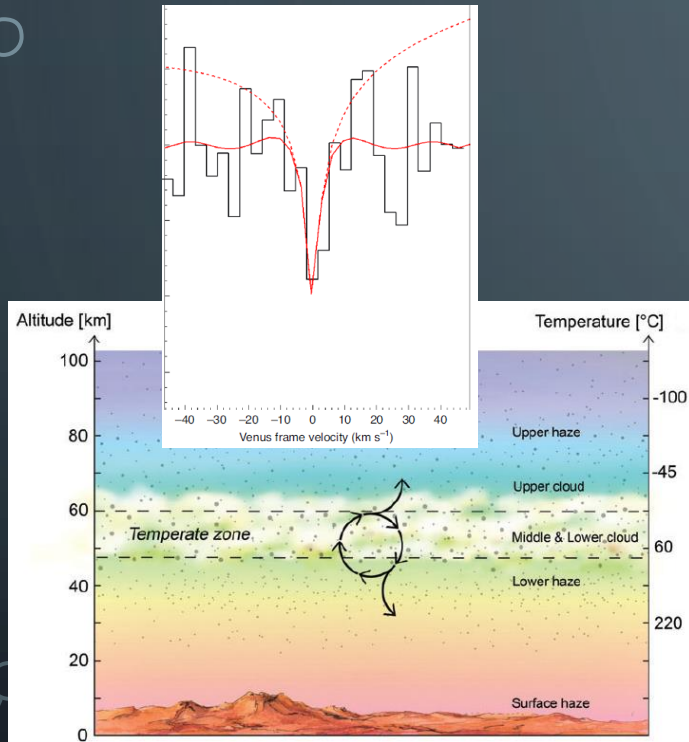 −40 −30 −20 −10 0 10 20 30 40
Venus frame velocity (km s⁻¹)
Altitude [km] Temperature [°C]
100
-100
80
Upper haze
-45
Upper cloud
60
Temperate zone
Middle & Lower cloud
60
Lower haze
40
220
20
Surface haze
0